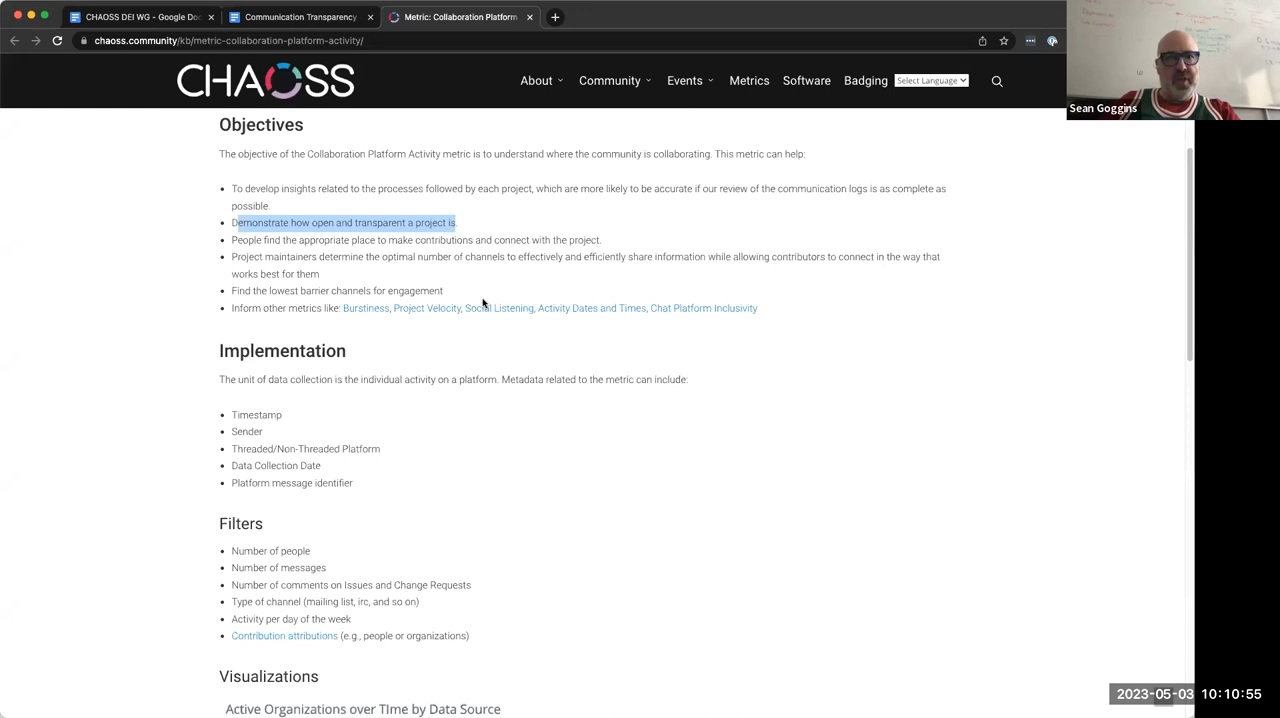 CHAOSS DEI WG - Google Doc
Communication Transparency
Metric: Collaboration Platform
chaoss.community/kb/metric-collaboration-platform-activity/
CHAOSS
About
Community
Events
Metrics
Software
Badging
Select Language
Sean Goggins
Objectives
The objective of the Collaboration Platform Activity metric is to understand where the community is collaborating. This metric can help:
To develop insights related to the processes followed by each project, which are more likely to be accurate if our review of the communication logs is as complete as
possible.
Demonstrate how open and transparent a project is.
People find the appropriate place to make contributions and connect with the project.
Project maintainers determine the optimal number of channels to effectively and efficiently share information while allowing contributors to connect in the way that
works best for them
Find the lowest barrier channels for engagement
Inform other metrics like: Burstiness, Project Velocity, Social Listening, Activity Dates and Times, Chat Platform Inclusivity
Implementation
The unit of data collection is the individual activity on a platform. Metadata related to the metric can include:
Timestamp
Sender
Threaded/Non-Threaded Platform
Data Collection Date
Platform message identifier
Filters
Number of people
Number of messages
Number of comments on Issues and Change Requests
Type of channel (mailing list, irc, and so on)
Activity per day of the week
Contribution attributions (e.g., people or organizations)
Visualizations
Active Organizations over TIme by Data Source
2023-05-03 10:10:55